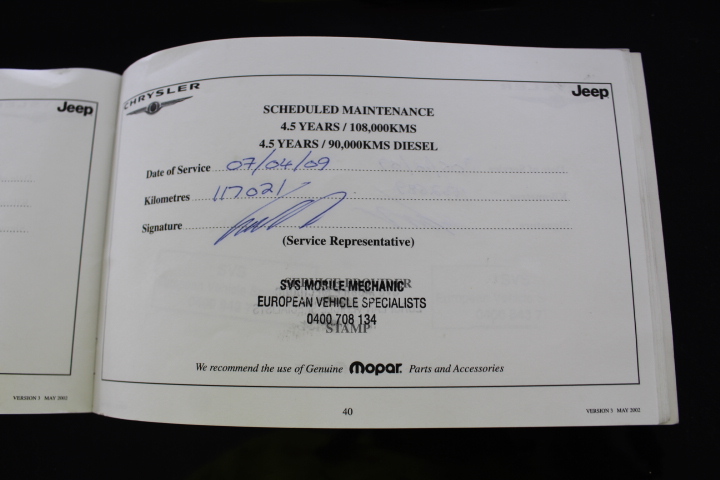 Jeep
CHRYSLER
Jeep
SCHEDULED MAINTENANCE
4.5 YEARS / 108,000KMS
4.5 YEARS / 90,000KMS DIESEL
Date of Service 07/04/09
Kilometres 117021
Signature
(Service Representative)
SERVICE PROVIDER
SVS MOBILE MECHANIC
EUROPEAN VEHICLE SPECIALISTS
0400 708 134
STAMP
We recommend the use of Genuine Mopar. Parts and Accessories
40
VERSION 3 MAY 2002
VERSION 3 MAY 2002